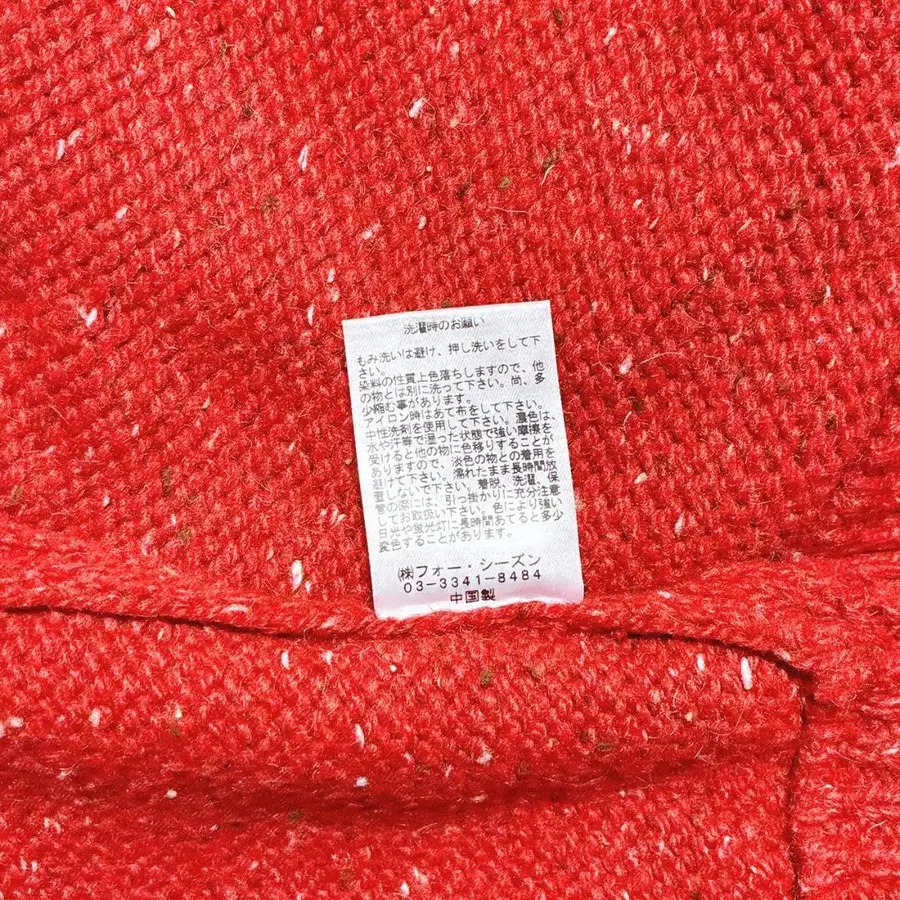 洗濯時のお願い
もみ洗いは避け、押し洗いをして下
さい。
染料の性質上色落ちしますので、他
の物とは別に洗って下さい。尚、多
少縮む事があります。
アイロン時はあて布をして下さい。
中性洗剤を使用して下さい。濃色は、
水や汗等で湿った状態で強い摩擦を
受けると他の物に色移りすることが
ありますので、淡色の物との着用を
避けて下さい。濡れたまま長時間放
置しないで下さい。着脱、洗濯、保
管の際には、引っ掛かりに充分注意
してお取扱い下さい。色により強い
日光や蛍光灯に長時間あてると多少
変色することがあります。
㈱フォー・シーズン
03-3341-8484
中国製